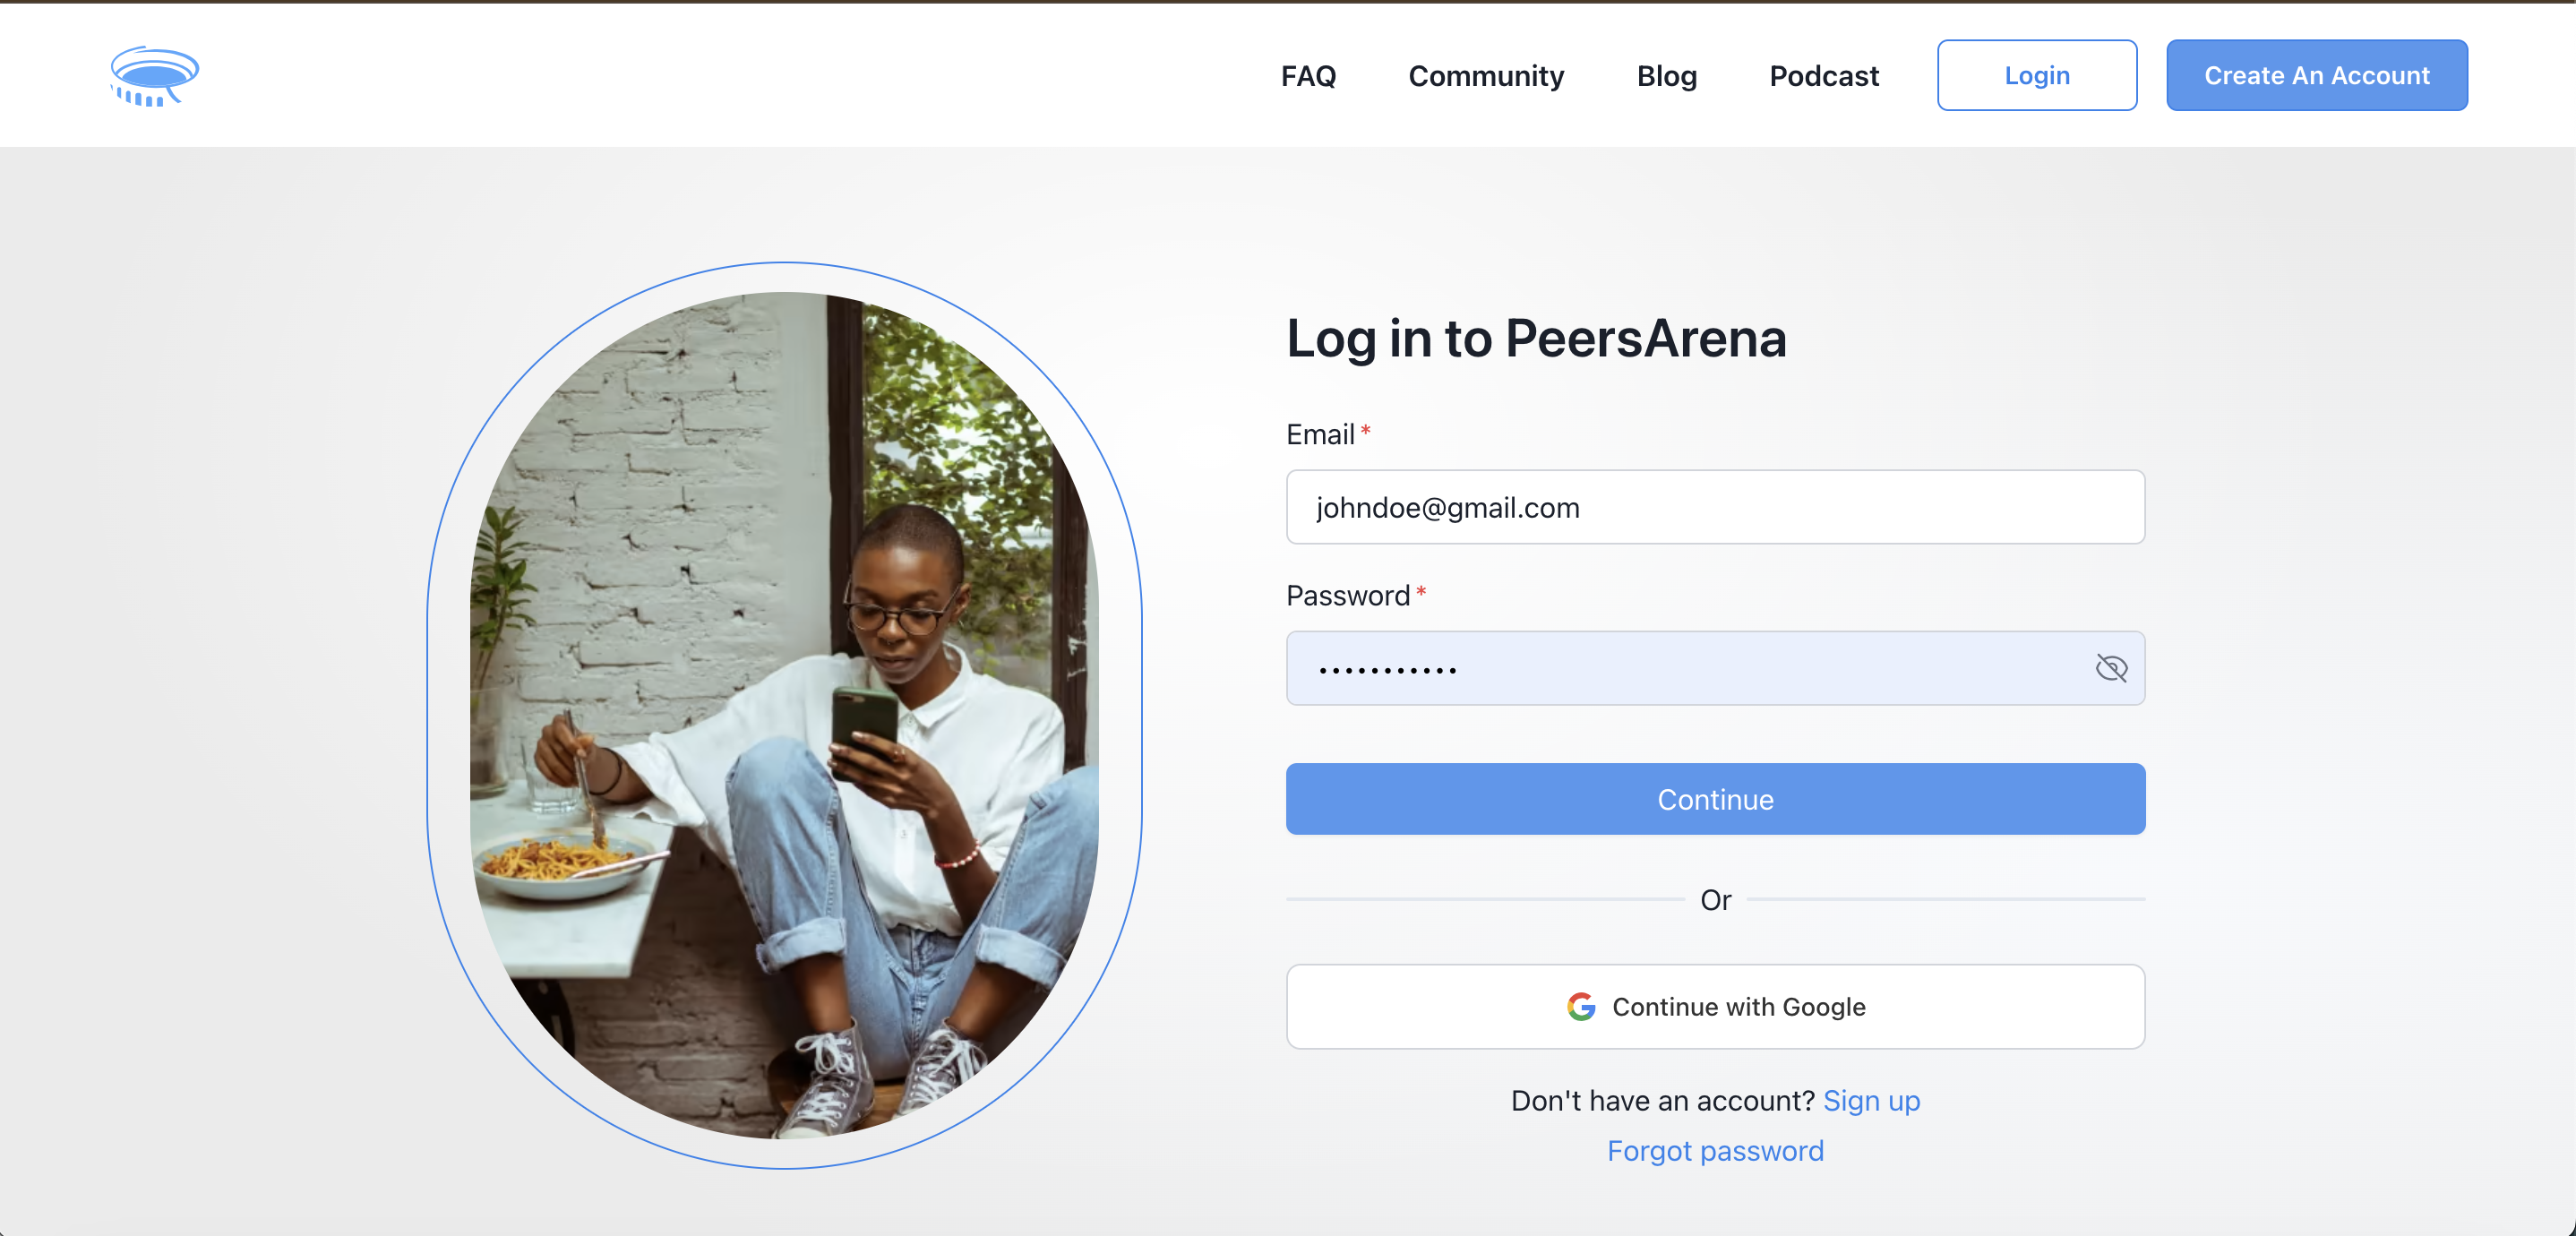 FAQ Community Blog Podcast Login Create An Account
Log in to PeersArena
Email*
johndoe@gmail.com
Password*
•••••••••••
Continue
Or
Continue with Google
Don't have an account? Sign up
Forgot password